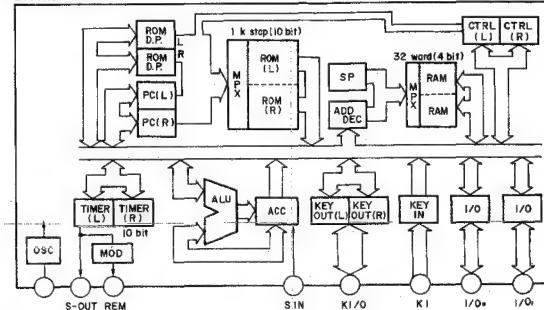 ROM D.P.
ROM D.P.
L
R
PC(L)
PC(R)
1 k step (10 bit)
MPX
ROM (L)
ROM (R)
SP
ADD DEC
32 word (4 bit)
MPX
RAM
RAM
CTRL (L)
CTRL (R)
TIMER (L)
TIMER (R)
10 bit
ALU
ACC
KEY OUT(L)
KEY OUT(R)
KEY IN
I/O
I/O
OSC
MOD
S-OUT
REM
S.IN
KI/O
KI